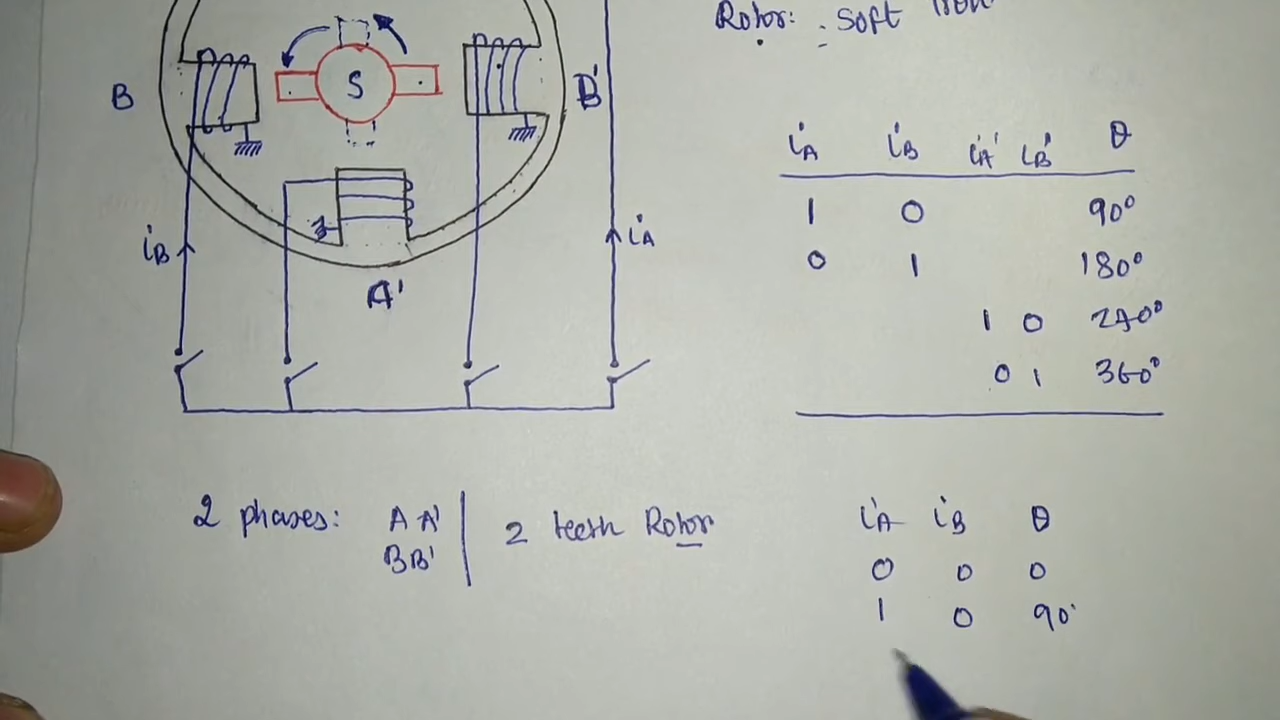 Rotor: soft iron
B
S
B'
iA iB iA' iB' θ
1 0 90°
0 1 180°
iB
iA
A'
1 0 270°
0 1 360°
2 phases: A A'
BB'
2 teeth Rotor
iA iB θ
0 0 0
1 0 90°